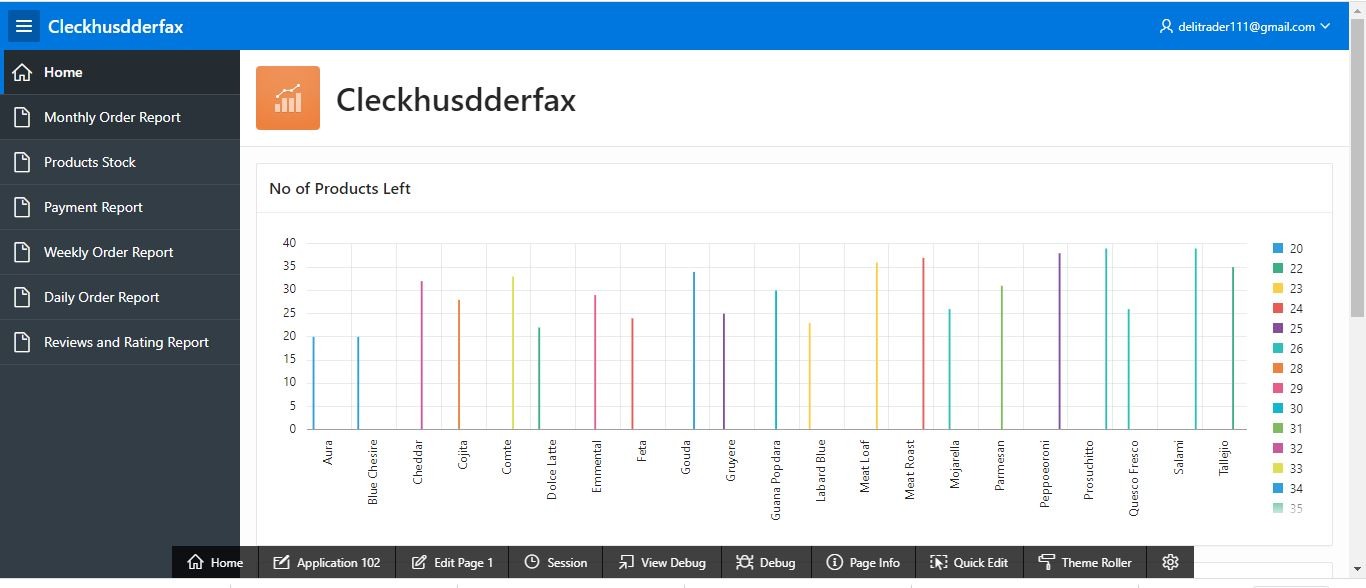 Cleckhusdderfax
delitrader111@gmail.com
Home
Monthly Order Report
Products Stock
Payment Report
Weekly Order Report
Daily Order Report
Reviews and Rating Report
Cleckhusdderfax
No of Products Left
40
35
30
25
20
15
10
5
0
Aura
Blue Chesire
Cheddar
Cojita
Comte
Dolce Latte
Emmental
Feta
Gouda
Gruyere
Guana Popdara
Labard Blue
Meat Loaf
Meat Roast
Mojarella
Parmesan
Peppoeoroni
Prosuchitto
Quesco Fresco
Salami
Tallejio
20
22
23
24
25
26
28
29
30
31
32
33
34
35
Home
Application 102
Edit Page 1
Session
View Debug
Debug
Page Info
Quick Edit
Theme Roller